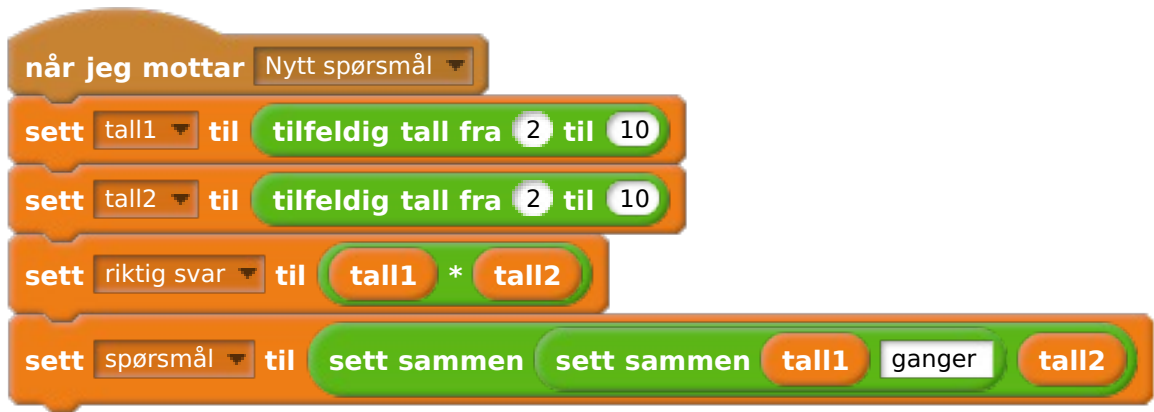 når jeg mottar Nytt spørsmål
sett tall1 til tilfeldig tall fra 2 til 10
sett tall2 til tilfeldig tall fra 2 til 10
sett riktig svar til tall1 * tall2
sett spørsmål til sett sammen sett sammen tall1 ganger tall2